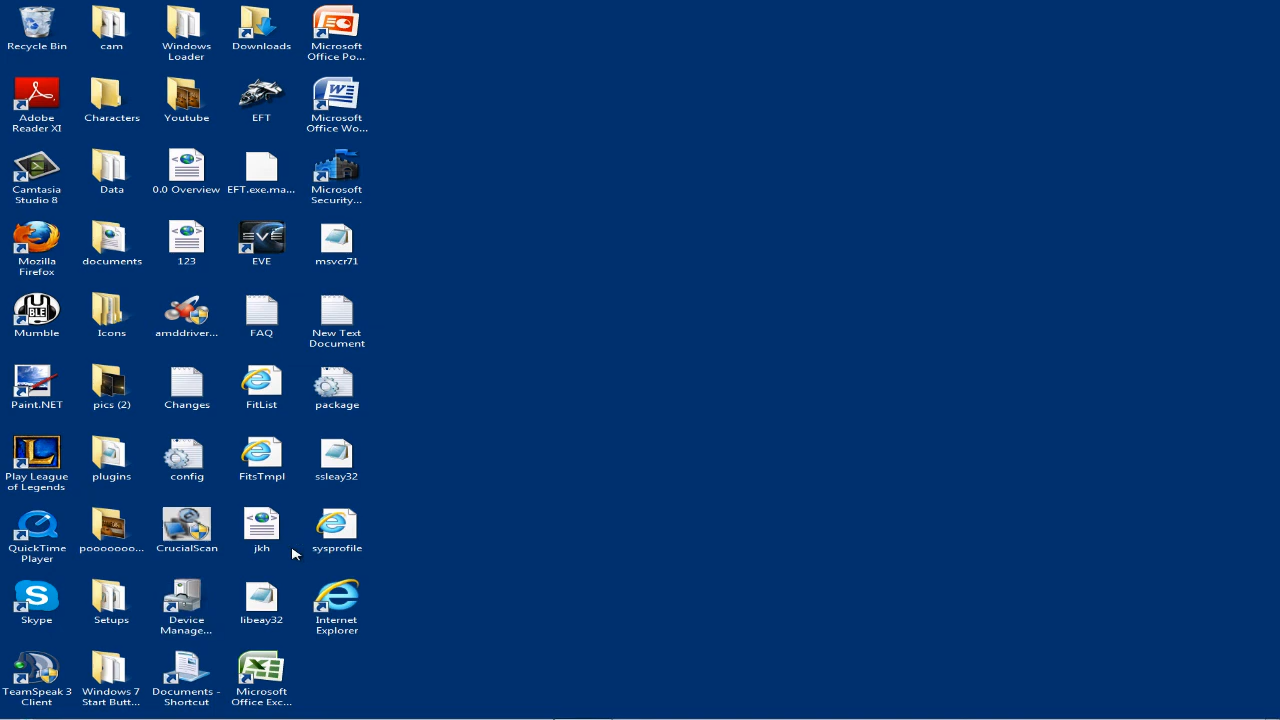 Recycle Bin
cam
Windows
Loader
Downloads
Microsoft
Office Po...
Adobe
Reader XI
Characters
Youtube
EFT
Microsoft
Office Wo...
Camtasia
Studio 8
Data
0.0 Overview
EFT.exe.ma...
Microsoft
Security...
Mozilla
Firefox
documents
123
EVE
EVE
msvcr71
BLE
Mumble
Icons
amddriver...
FAQ
New Text
Document
Paint.NET
pics (2)
Changes
FitList
package
Play League
of Legends
plugins
config
FitsTmpl
ssleay32
QuickTime
Player
pooooooo...
CrucialScan
jkh
sysprofile
S
Skype
Setups
Device
Manage...
libeay32
Internet
Explorer
TeamSpeak 3
Client
Windows 7
Start Butt...
Documents -
Shortcut
Microsoft
Office Exc...